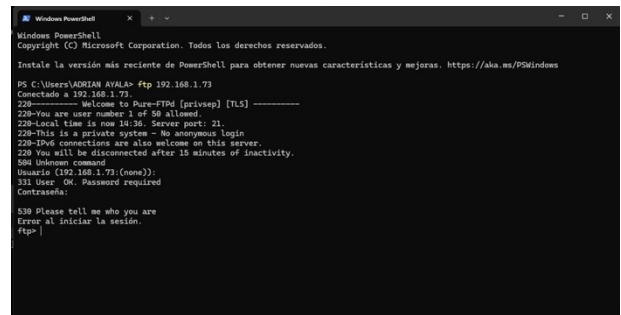 Windows PowerShell
Windows PowerShell
Copyright (C) Microsoft Corporation. Todos los derechos reservados.
Instale la versión más reciente de PowerShell para obtener nuevas características y mejoras. https://aka.ms/PSWindows
PS C:\Users\ADRIAN AYALA> ftp 192.168.1.73
Conectado a 192.168.1.73.
220---------- Welcome to Pure-FTPd [privsep] [TLS] ----------
220-You are user number 1 of 50 allowed.
220-Local time is now 14:36. Server port: 21.
220-This is a private system - No anonymous login
220-IPv6 connections are also welcome on this server.
220 You will be disconnected after 15 minutes of inactivity.
504 Unknown command
Usuario (192.168.1.73:(none)):
331 User  OK. Password required
Contraseña:
530 Please tell me who you are
Error al iniciar la sesión.
ftp>